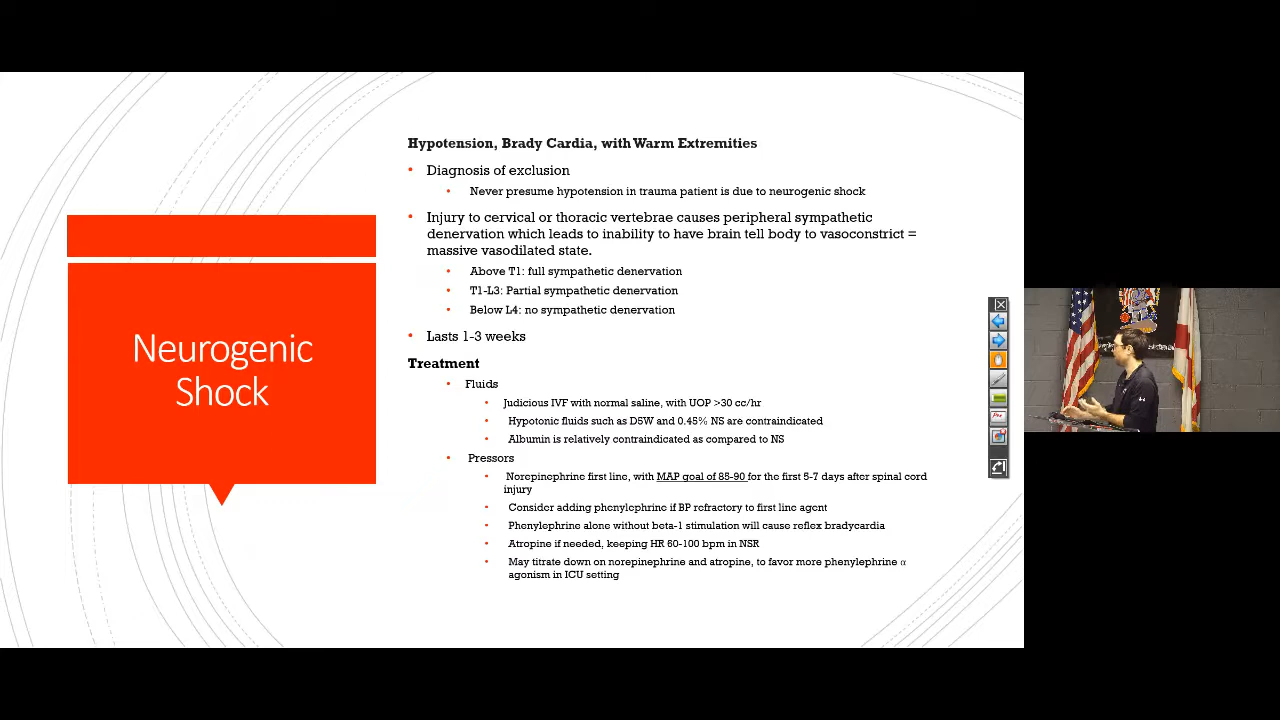 Neurogenic
Shock
Hypotension, Brady Cardia, with Warm Extremities
• Diagnosis of exclusion
• Never presume hypotension in trauma patient is due to neurogenic shock
• Injury to cervical or thoracic vertebrae causes peripheral sympathetic
denervation which leads to inability to have brain tell body to vasoconstrict =
massive vasodilated state.
• Above T1: full sympathetic denervation
• T1-L3: Partial sympathetic denervation
• Below L4: no sympathetic denervation
• Lasts 1-3 weeks
Treatment
• Fluids
• Judicious IVF with normal saline, with UOP >30 cc/hr
• Hypotonic fluids such as D5W and 0.45% NS are contraindicated
• Albumin is relatively contraindicated as compared to NS
• Pressors
• Norepinephrine first line, with MAP goal of 85-90 for the first 5-7 days after spinal cord
injury
• Consider adding phenylephrine if BP refractory to first line agent
• Phenylephrine alone without beta-1 stimulation will cause reflex bradycardia
• Atropine if needed, keeping HR 60-100 bpm in NSR
• May titrate down on norepinephrine and atropine, to favor more phenylephrine α
agonism in ICU setting